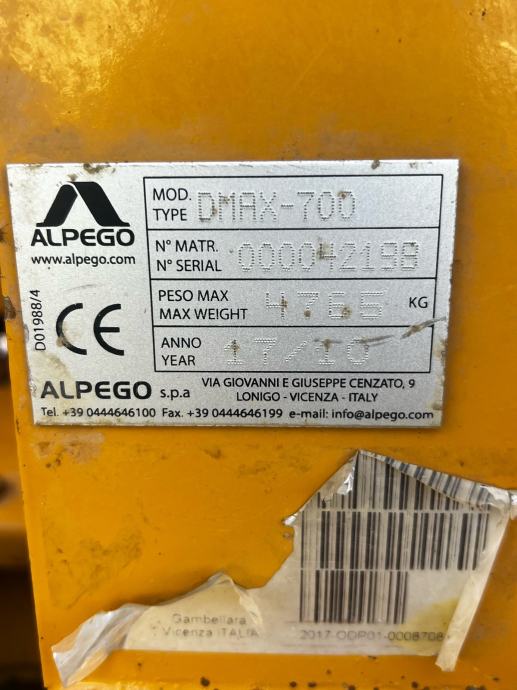 ALPEGO
www.alpego.com
D01988/4
CE
MOD.
TYPE DMAX-700
N° MATR.
N° SERIAL 000042198
PESO MAX
MAX WEIGHT 4765 KG
ANNO
YEAR 17/10
ALPEGO s.p.a
VIA GIOVANNI E GIUSEPPE CENZATO, 9
LONIGO - VICENZA - ITALY
Tel. +39 0444646100 Fax. +39 0444646199 e-mail: info@alpego.com
Gambellara
Vicenza ITALIA
2017-ODP01-0008708